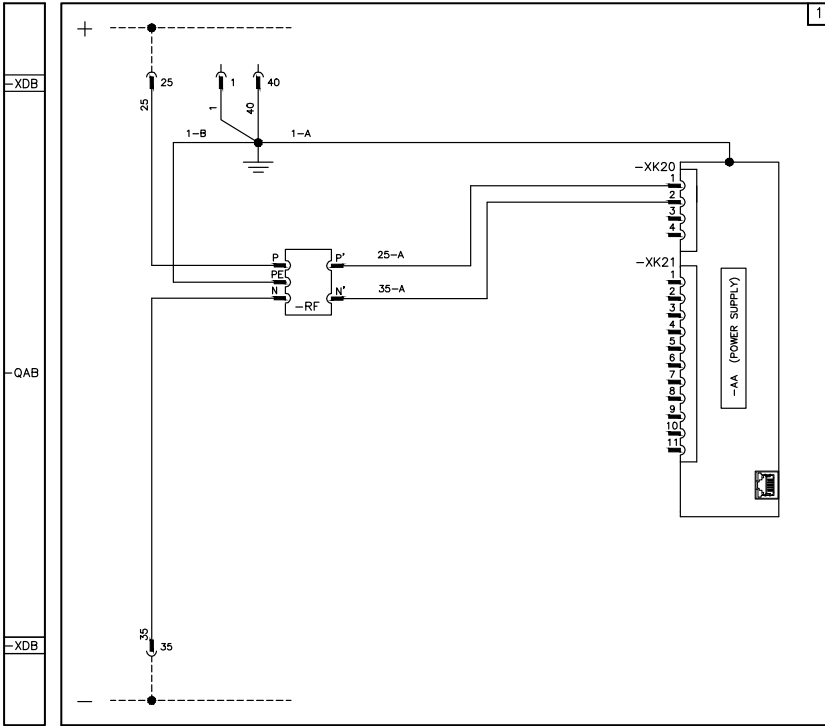 1
+
-XDB
25
1
40
25
1
40
1-B
1-A
-XK20
1
2
3
4
P
P'
25-A
PE
N
N'
35-A
-RF
-XK21
1
2
3
4
5
6
7
8
9
10
11
-AA (POWER SUPPLY)
-QAB
35
-XDB
35
—